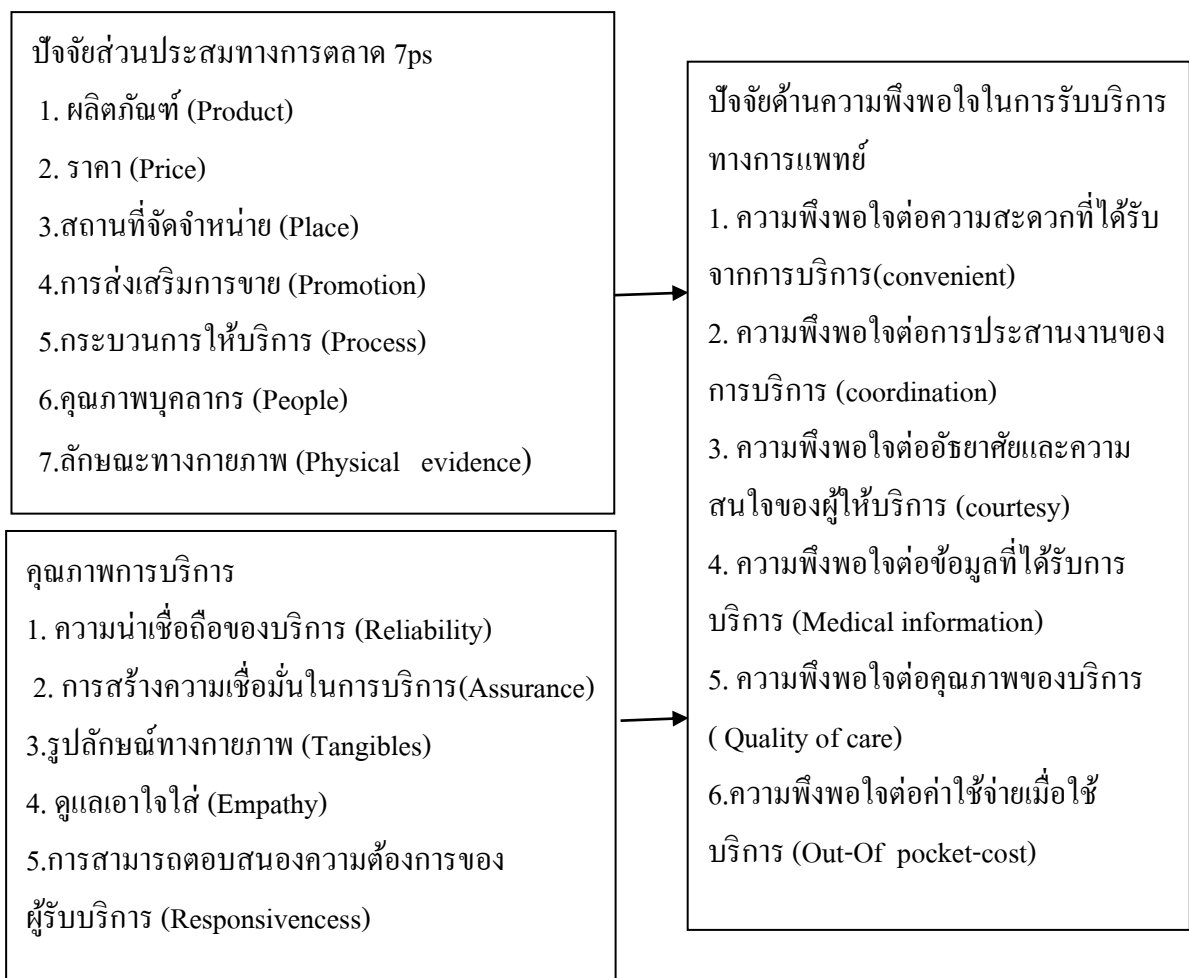 ปัจจัยส่วนประสมทางการตลาด 7ps
1. ผลิตภัณฑ์ (Product)
2. ราคา (Price)
3.สถานที่จัดจำหน่าย (Place)
4.การส่งเสริมการขาย (Promotion)
5.กระบวนการให้บริการ (Process)
6.คุณภาพบุคลากร (People)
7.ลักษณะทางกายภาพ (Physical evidence)
คุณภาพการบริการ
1. ความน่าเชื่อถือของบริการ (Reliability)
2. การสร้างความเชื่อมั่นในการบริการ(Assurance)
3.รูปลักษณ์ทางกายภาพ (Tangibles)
4. ดูแลเอาใจใส่ (Empathy)
5.การสามารถตอบสนองความต้องการของ
ผู้รับบริการ (Responsivencess)
ปัจจัยด้านความพึงพอใจในการรับบริการ
ทางการแพทย์
1. ความพึงพอใจต่อความสะดวกที่ได้รับ
จากการบริการ(convenient)
2. ความพึงพอใจต่อการประสานงานของ
การบริการ (coordination)
3. ความพึงพอใจต่ออัธยาศัยและความ
สนใจของผู้ให้บริการ (courtesy)
4. ความพึงพอใจต่อข้อมูลที่ได้รับการ
บริการ (Medical information)
5. ความพึงพอใจต่อคุณภาพของบริการ
( Quality of care)
6.ความพึงพอใจต่อค่าใช้จ่ายเมื่อใช้
บริการ (Out-Of pocket-cost)